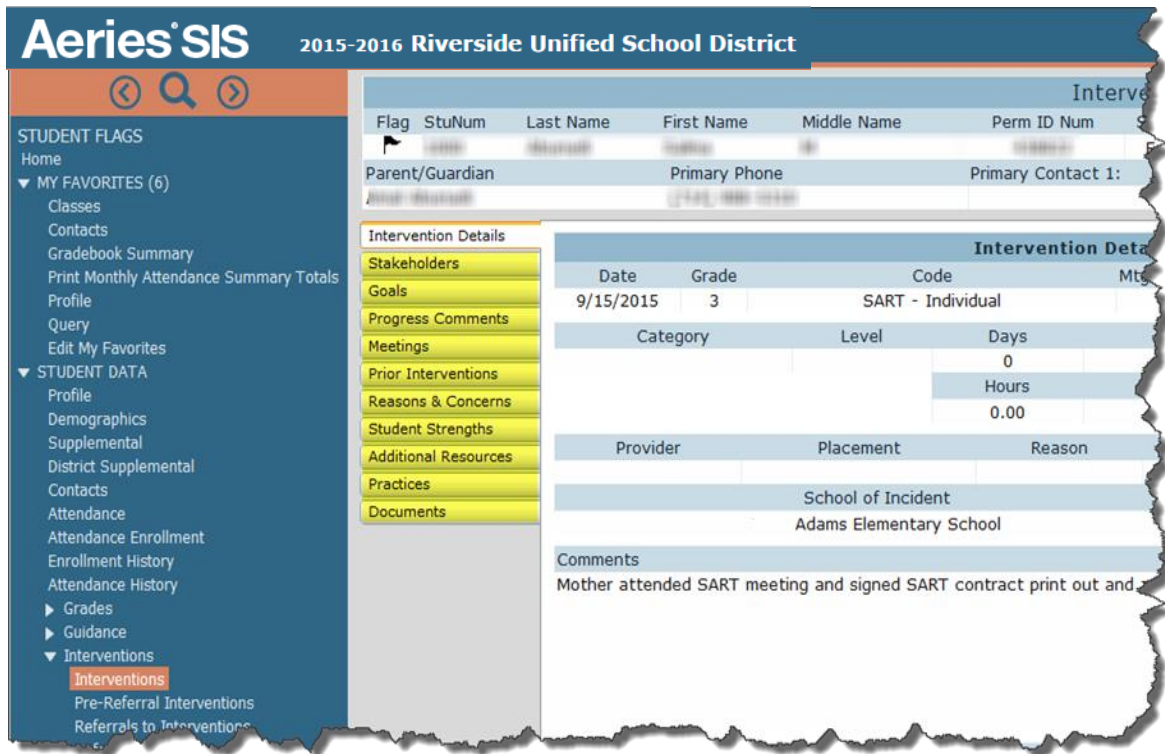 Aeries® SIS 2015-2016 Riverside Unified School District
STUDENT FLAGS
Home
MY FAVORITES (6)
Classes
Contacts
Gradebook Summary
Print Monthly Attendance Summary Totals
Profile
Query
Edit My Favorites
STUDENT DATA
Profile
Demographics
Supplemental
District Supplemental
Contacts
Attendance
Attendance Enrollment
Enrollment History
Attendance History
Grades
Guidance
Interventions
Interventions
Pre-Referral Interventions
Referrals to Interventions
Flag StuNum Last Name First Name Middle Name Perm ID Num
Parent/Guardian Primary Phone Primary Contact 1:
Intervention Details
Stakeholders
Goals
Progress Comments
Meetings
Prior Interventions
Reasons & Concerns
Student Strengths
Additional Resources
Practices
Documents
Intervention
Date Grade Code
9/15/2015 3 SART - Individual
Category Level Days
0
Hours
0.00
Provider Placement Reason
School of Incident
Adams Elementary School
Comments
Mother attended SART meeting and signed SART contract print out and